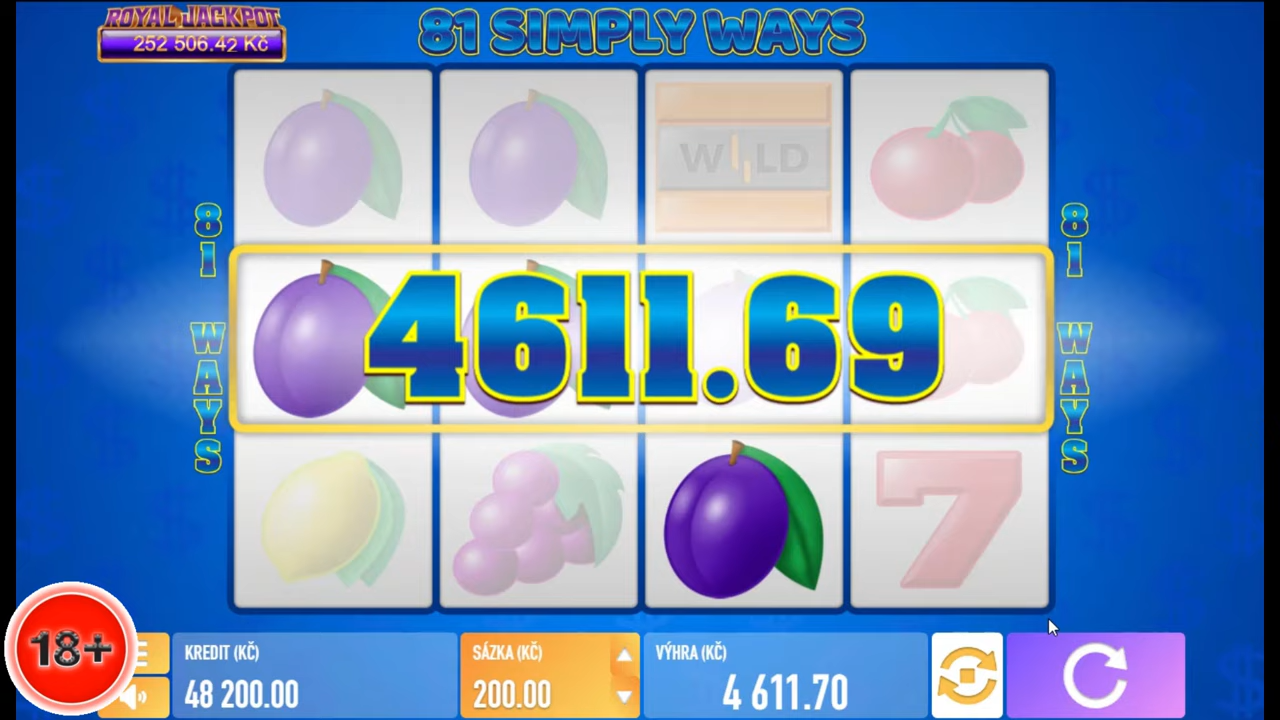 ROYAL JACKPOT
252 506.42 Kč
81 SIMPLY WAYS
WILD
81 WAYS
81 WAYS
4611.69
18+
KREDIT (KČ)
48 200.00
SÁZKA (KČ)
200.00
VÝHRA (KČ)
4 611.70